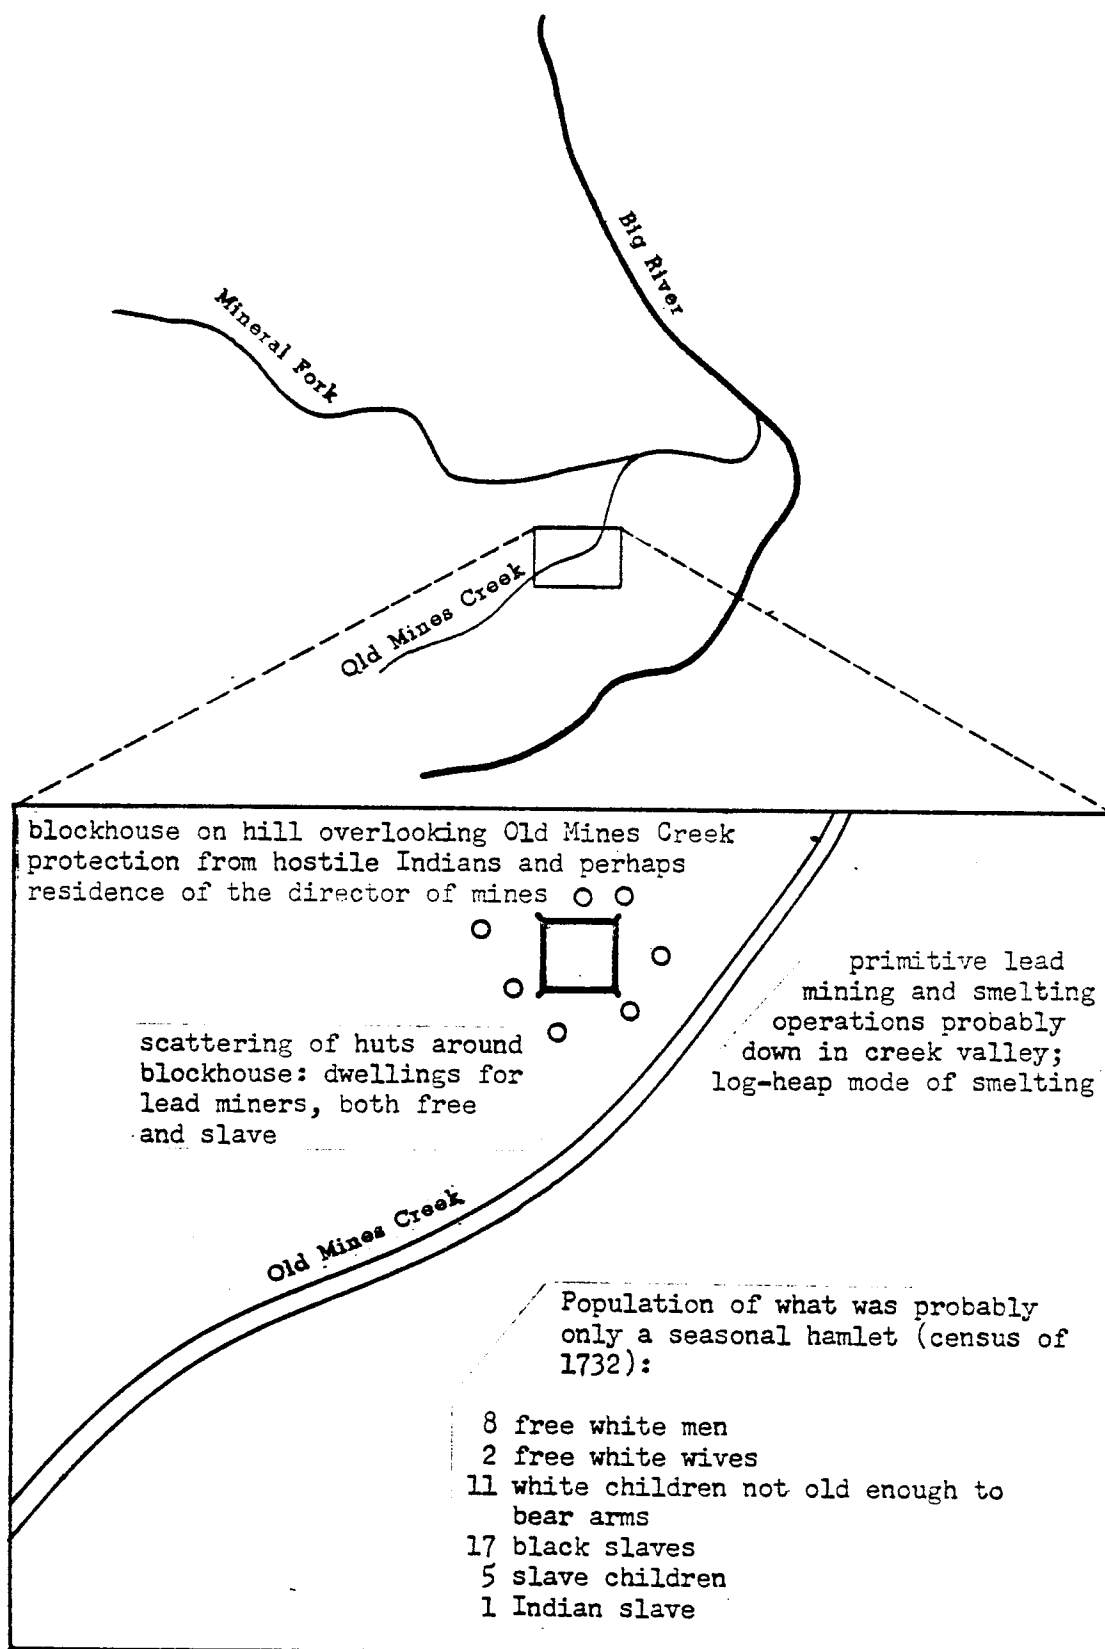 Big River
Mineral Fork
Old Mines Creek
blockhouse on hill overlooking Old Mines Creek
protection from hostile Indians and perhaps
residence of the director of mines
primitive lead
mining and smelting
operations probably
down in creek valley;
log-heap mode of smelting
scattering of huts around
blockhouse: dwellings for
lead miners, both free
and slave
Old Mines Creek
Population of what was probably
only a seasonal hamlet (census of
1732):
8 free white men
2 free white wives
11 white children not old enough to
bear arms
17 black slaves
5 slave children
1 Indian slave